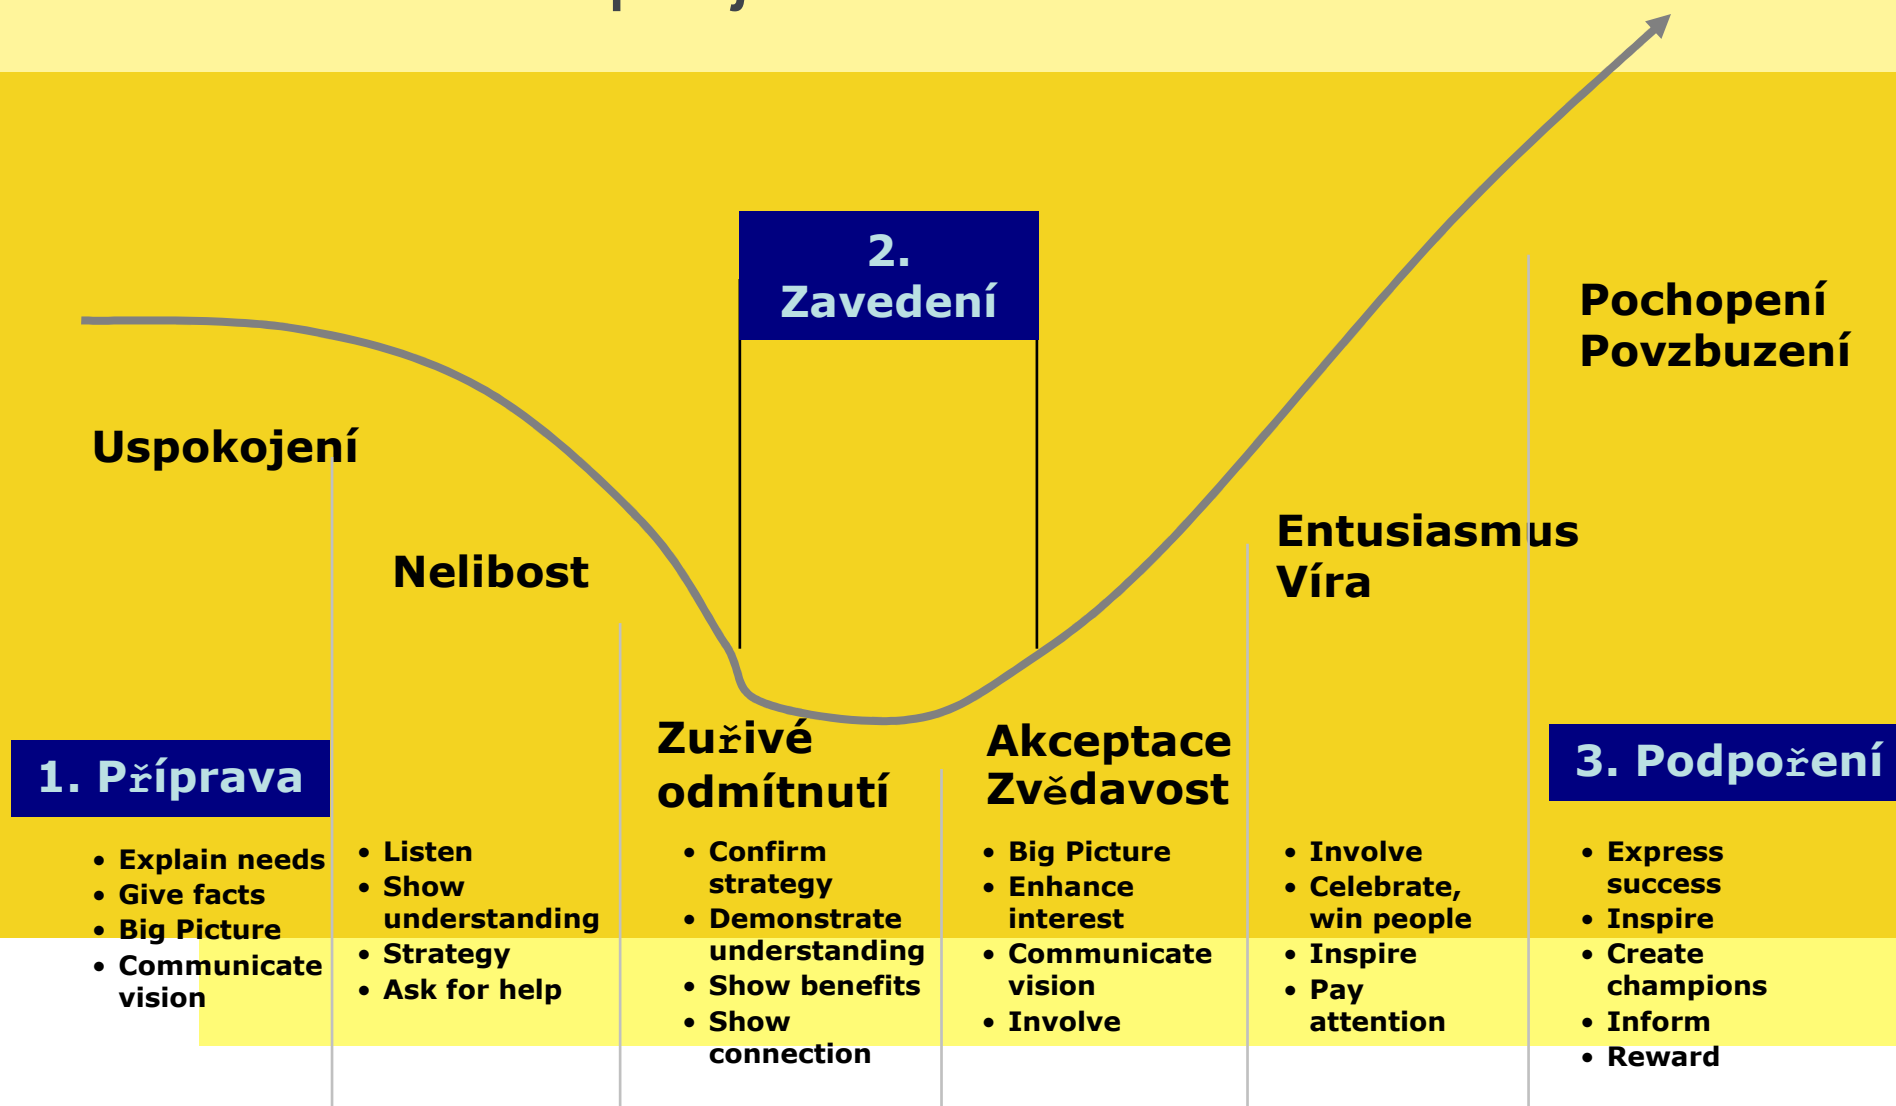 2.
Zavedení
Pochopení
Povzbuzení
Uspokojení
Entusiasmus
Víra
Nelibost
Zuřivé
odmítnutí
Akceptace
Zvědavost
1. Příprava
3. Podpoření
• Explain needs
• Give facts
• Big Picture
• Communicate
vision
• Listen
• Show
understanding
• Strategy
• Ask for help
• Confirm
strategy
• Demonstrate
understanding
• Show benefits
• Show
connection
• Big Picture
• Enhance
interest
• Communicate
vision
• Involve
• Involve
• Celebrate,
win people
• Inspire
• Pay
attention
• Express
success
• Inspire
• Create
champions
• Inform
• Reward